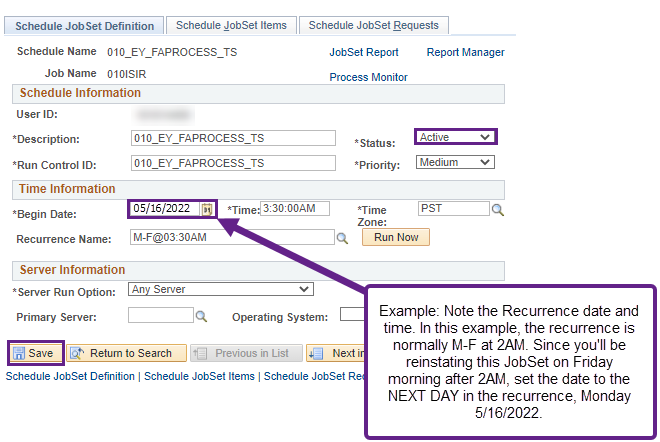 Schedule JobSet Definition Schedule JobSet Items Schedule JobSet Requests
Schedule Name 010_EY_FAPROCESS_TS JobSet Report Report Manager
Job Name 010ISIR Process Monitor
Schedule Information
User ID:
*Description: 010_EY_FAPROCESS_TS *Status: Active
*Run Control ID: 010_EY_FAPROCESS_TS *Priority: Medium
Time Information
*Begin Date: 05/16/2022 *Time: 3:30:00AM *Time Zone: PST
Recurrence Name: M-F@03:30AM Run Now
Server Information
*Server Run Option: Any Server
Primary Server: Operating System:
Save Return to Search Previous in List Next in
Schedule JobSet Definition | Schedule JobSet Items | Schedule JobSet Rec
Example: Note the Recurrence date and
time. In this example, the recurrence is
normally M-F at 2AM. Since you'll be
reinstating this JobSet on Friday
morning after 2AM, set the date to the
NEXT DAY in the recurrence, Monday
5/16/2022.